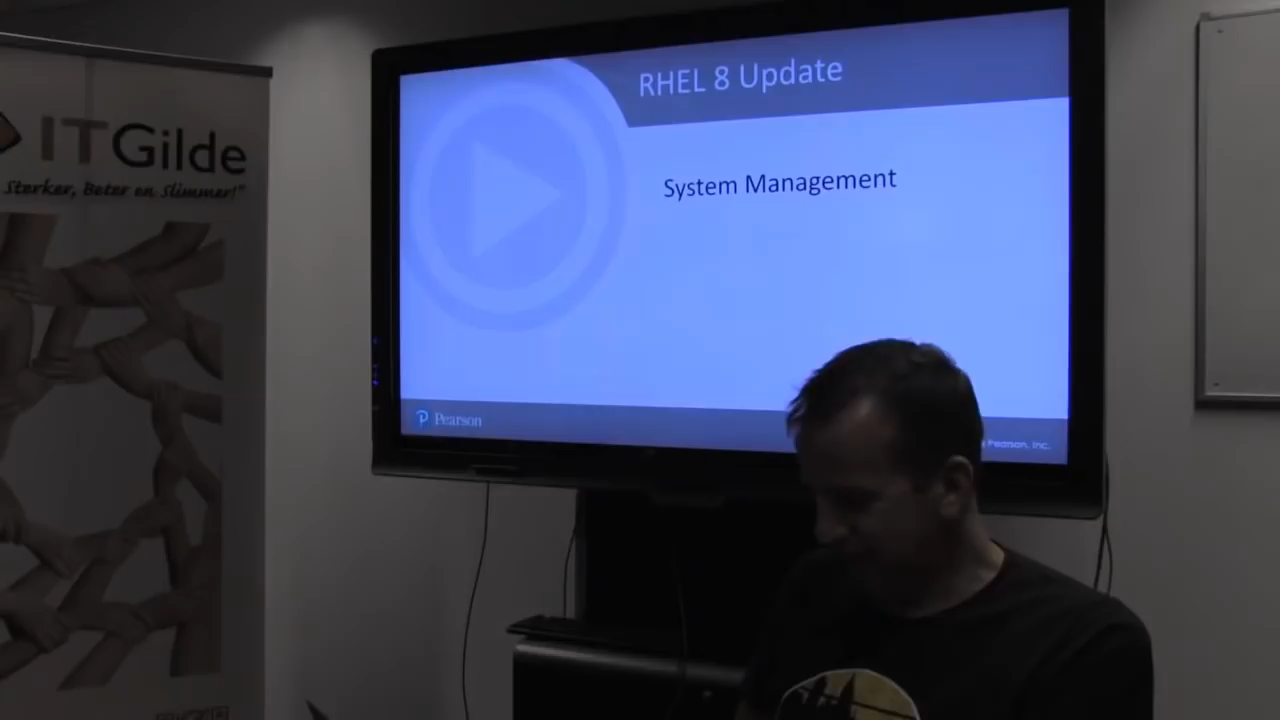 RHEL 8 Update
System Management
Pearson
Pearson, Inc.
ITGilde
Sterker, Beter en Slimmer!"